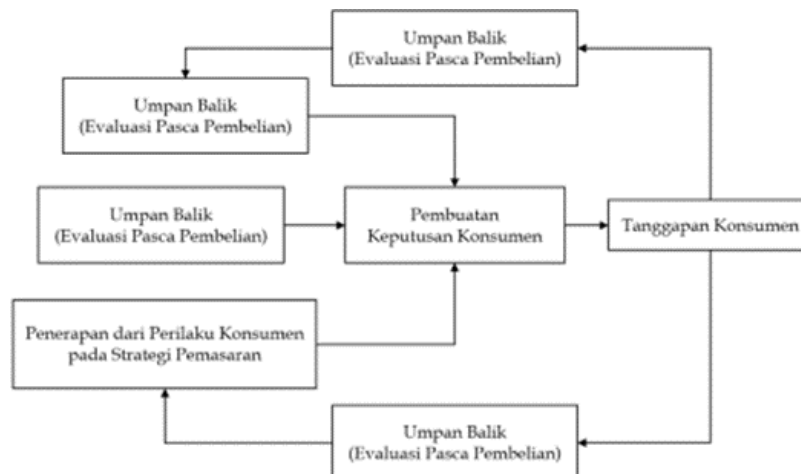 Umpan Balik
(Evaluasi Pasca Pembelian)
Umpan Balik
(Evaluasi Pasca Pembelian)
Umpan Balik
(Evaluasi Pasca Pembelian)
Pembuatan
Keputusan Konsumen
Tanggapan Konsumen
Penerapan dari Perilaku Konsumen
pada Strategi Pemasaran
Umpan Balik
(Evaluasi Pasca Pembelian)